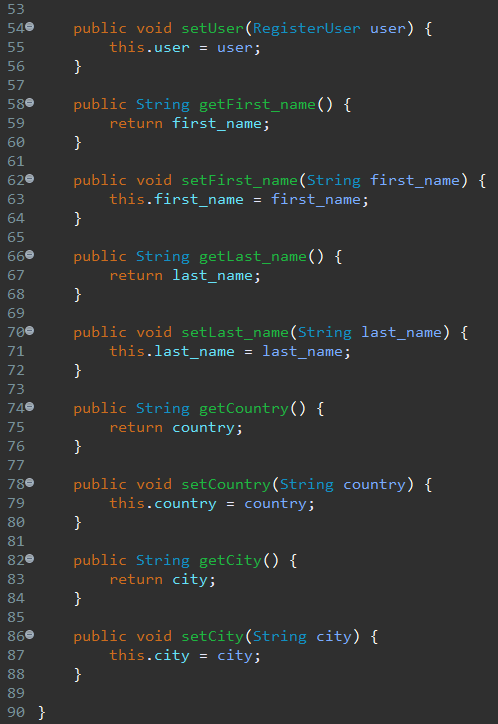 53
54    public void setUser(RegisterUser user) {
55        this.user = user;
56    }
57
58    public String getFirst_name() {
59        return first_name;
60    }
61
62    public void setFirst_name(String first_name) {
63        this.first_name = first_name;
64    }
65
66    public String getLast_name() {
67        return last_name;
68    }
69
70    public void setLast_name(String last_name) {
71        this.last_name = last_name;
72    }
73
74    public String getCountry() {
75        return country;
76    }
77
78    public void setCountry(String country) {
79        this.country = country;
80    }
81
82    public String getCity() {
83        return city;
84    }
85
86    public void setCity(String city) {
87        this.city = city;
88    }
89
90 }